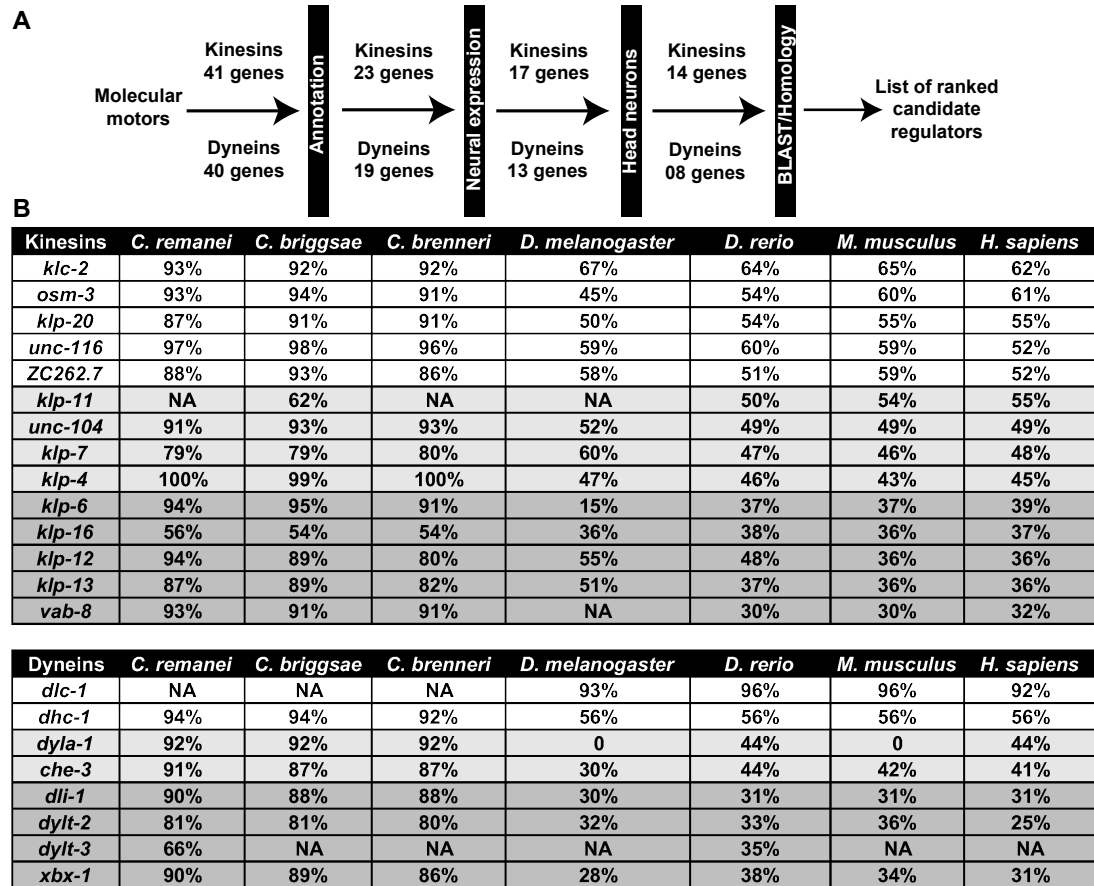 A
Molecular
motors
Kinesins
41 genes
Dyneins
40 genes
Annotation
Kinesins
23 genes
Dyneins
19 genes
Neural expression
Kinesins
17 genes
Dyneins
13 genes
Head neurons
Kinesins
14 genes
Dyneins
08 genes
BLAST/Homology
List of ranked
candidate
regulators
B
Kinesins C. remanei C. briggsae C. brenneri D. melanogaster D. rerio M. musculus H. sapiens
klc-2 93% 92% 92% 67% 64% 65% 62%
osm-3 93% 94% 91% 45% 54% 60% 61%
klp-20 87% 91% 91% 50% 54% 55% 55%
unc-116 97% 98% 96% 59% 60% 59% 52%
ZC262.7 88% 93% 86% 58% 51% 59% 52%
klp-11 NA 62% NA NA 50% 54% 55%
unc-104 91% 93% 93% 52% 49% 49% 49%
klp-7 79% 79% 80% 60% 47% 46% 48%
klp-4 100% 99% 100% 47% 46% 43% 45%
klp-6 94% 95% 91% 15% 37% 37% 39%
klp-16 56% 54% 54% 36% 38% 36% 37%
klp-12 94% 89% 80% 55% 48% 36% 36%
klp-13 87% 89% 82% 51% 37% 36% 36%
vab-8 93% 91% 91% NA 30% 30% 32%
Dyneins C. remanei C. briggsae C. brenneri D. melanogaster D. rerio M. musculus H. sapiens
dlc-1 NA NA NA 93% 96% 96% 92%
dhc-1 94% 94% 92% 56% 56% 56% 56%
dyla-1 92% 92% 92% 0 44% 0 44%
che-3 91% 87% 87% 30% 44% 42% 41%
dli-1 90% 88% 88% 30% 31% 31% 31%
dylt-2 81% 81% 80% 32% 33% 36% 25%
dylt-3 66% NA NA NA 35% NA NA
xbx-1 90% 89% 86% 28% 38% 34% 31%